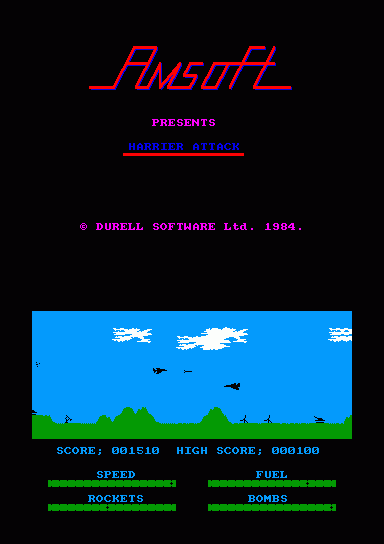 Amsoft
PRESENTS
HARRIER ATTACK
© DURELL SOFTWARE Ltd. 1984.
SCORE; 001510 HIGH SCORE; 000100
SPEED FUEL
ROCKETS BOMBS